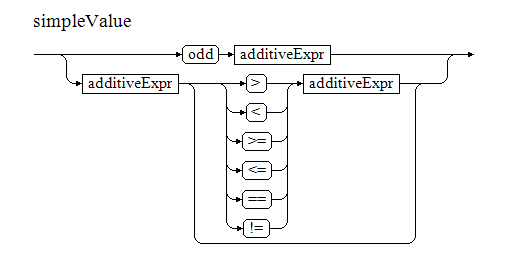 simpleValue
odd additiveExpr
additiveExpr > additiveExpr
<
>=
<=
==
!=